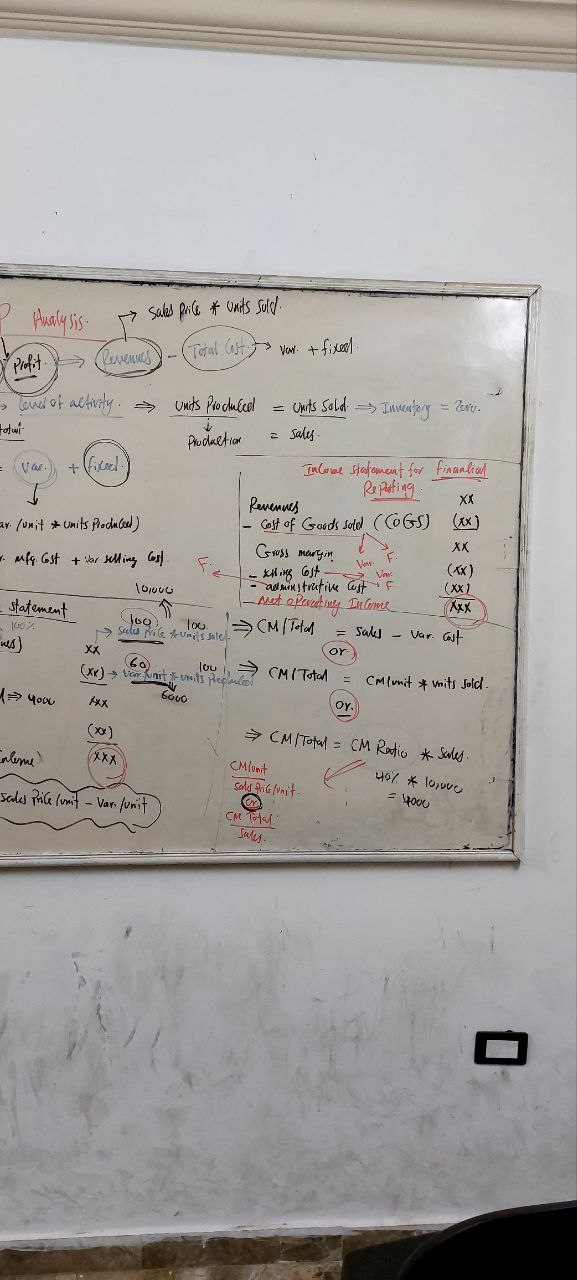 P Analysis.
→ sales Price * units sold.
Profit ⇒ Revenues - Total Cost → var. + fixed.
→ level of activity ⇒ units Produced = units sold ⇒ Inventory = Zero.
↓
Production = sales.
= var. + fixed
↓
ar. /unit * units Produced)
r. mfg Cost + var selling Cost.
Income statement for financial
Reporting
Revenues xx
- Cost of Goods sold (COGS) (xx)
Var. F.
Gross margin xx
F. - selling Cost → Var. (xx)
- administrative Cost F (xx)
Net operating Income xxx
10,000
statement
100%
100 100
xx → sales Price * units sold
60 100
(xx) → var./unit * units Produced
6000
⇒ 4000 xxx
(xx)
xxx
sales Price/unit - Var./unit
⇒ CM/Total = sales - var. Cost
or
⇒ CM/Total = CM/unit * units sold.
or.
⇒ CM/Total = CM Ratio * sales.
40% * 10,000
= 4000
CM/unit
sales Price/unit.
or
CM Total
sales.